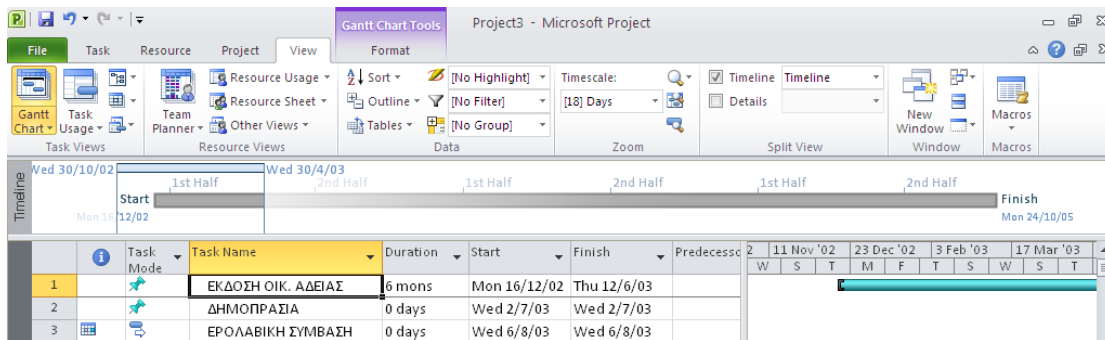 Gantt Chart Tools Project3 - Microsoft Project
File Task Resource Project View Format
Resource Usage Sort [No Highlight] Timescale: Timeline Timeline
Resource Sheet Outline [No Filter] [18] Days Details
Gantt Chart Task Usage Team Planner Other Views Tables [No Group] New Window Macros
Task Views Resource Views Data Zoom Split View Window Macros
Wed 30/10/02 Wed 30/4/03
1st Half 2nd Half 1st Half 2nd Half 1st Half 2nd Half
Timeline Start Finish
Mon 16/12/02 Mon 24/10/05
Task Mode Task Name Duration Start Finish Predecesso 2 11 Nov '02 23 Dec '02 3 Feb '03 17 Mar '03
W S T M F T S W S T
1 ΕΚΔΟΣΗ ΟΙΚ. ΑΔΕΙΑΣ 6 mons Mon 16/12/02 Thu 12/6/03
2 ΔΗΜΟΠΡΑΣΙΑ 0 days Wed 2/7/03 Wed 2/7/03
3 ΕΡΟΛΑΒΙΚΗ ΣΥΜΒΑΣΗ 0 days Wed 6/8/03 Wed 6/8/03